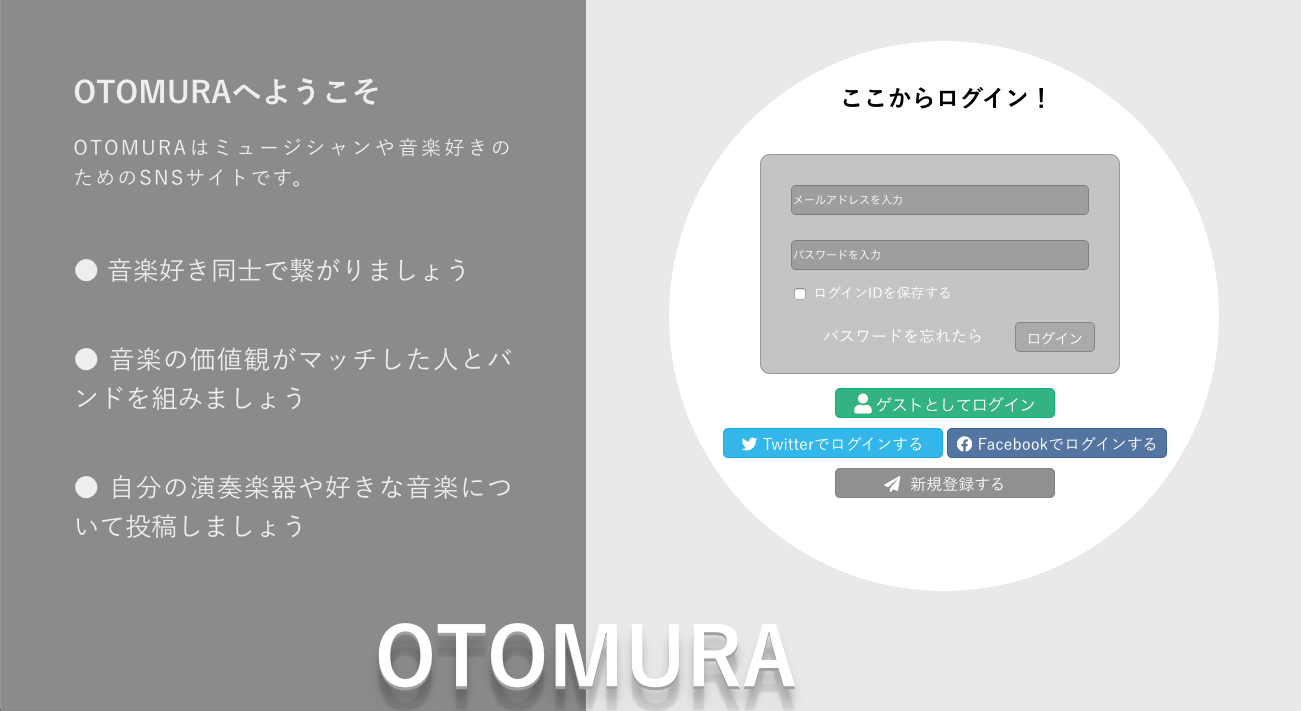 OTOMURAへようこそ
OTOMURAはミュージシャンや音楽好きの
ためのSNSサイトです。
● 音楽好き同士で繋がりましょう
● 音楽の価値観がマッチした人とバ
ンドを組みましょう
● 自分の演奏楽器や好きな音楽につ
いて投稿しましょう
ここからログイン！
メールアドレスを入力
パスワードを入力
ログインIDを保存する
パスワードを忘れたら
ログイン
ゲストとしてログイン
Twitterでログインする
Facebookでログインする
新規登録する
OTOMURA